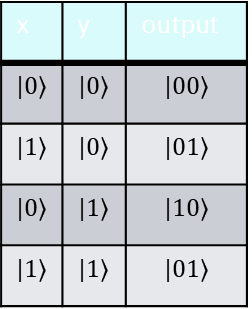 x y output
|0⟩ |0⟩ |00⟩
|1⟩ |0⟩ |01⟩
|0⟩ |1⟩ |10⟩
|1⟩ |1⟩ |01⟩